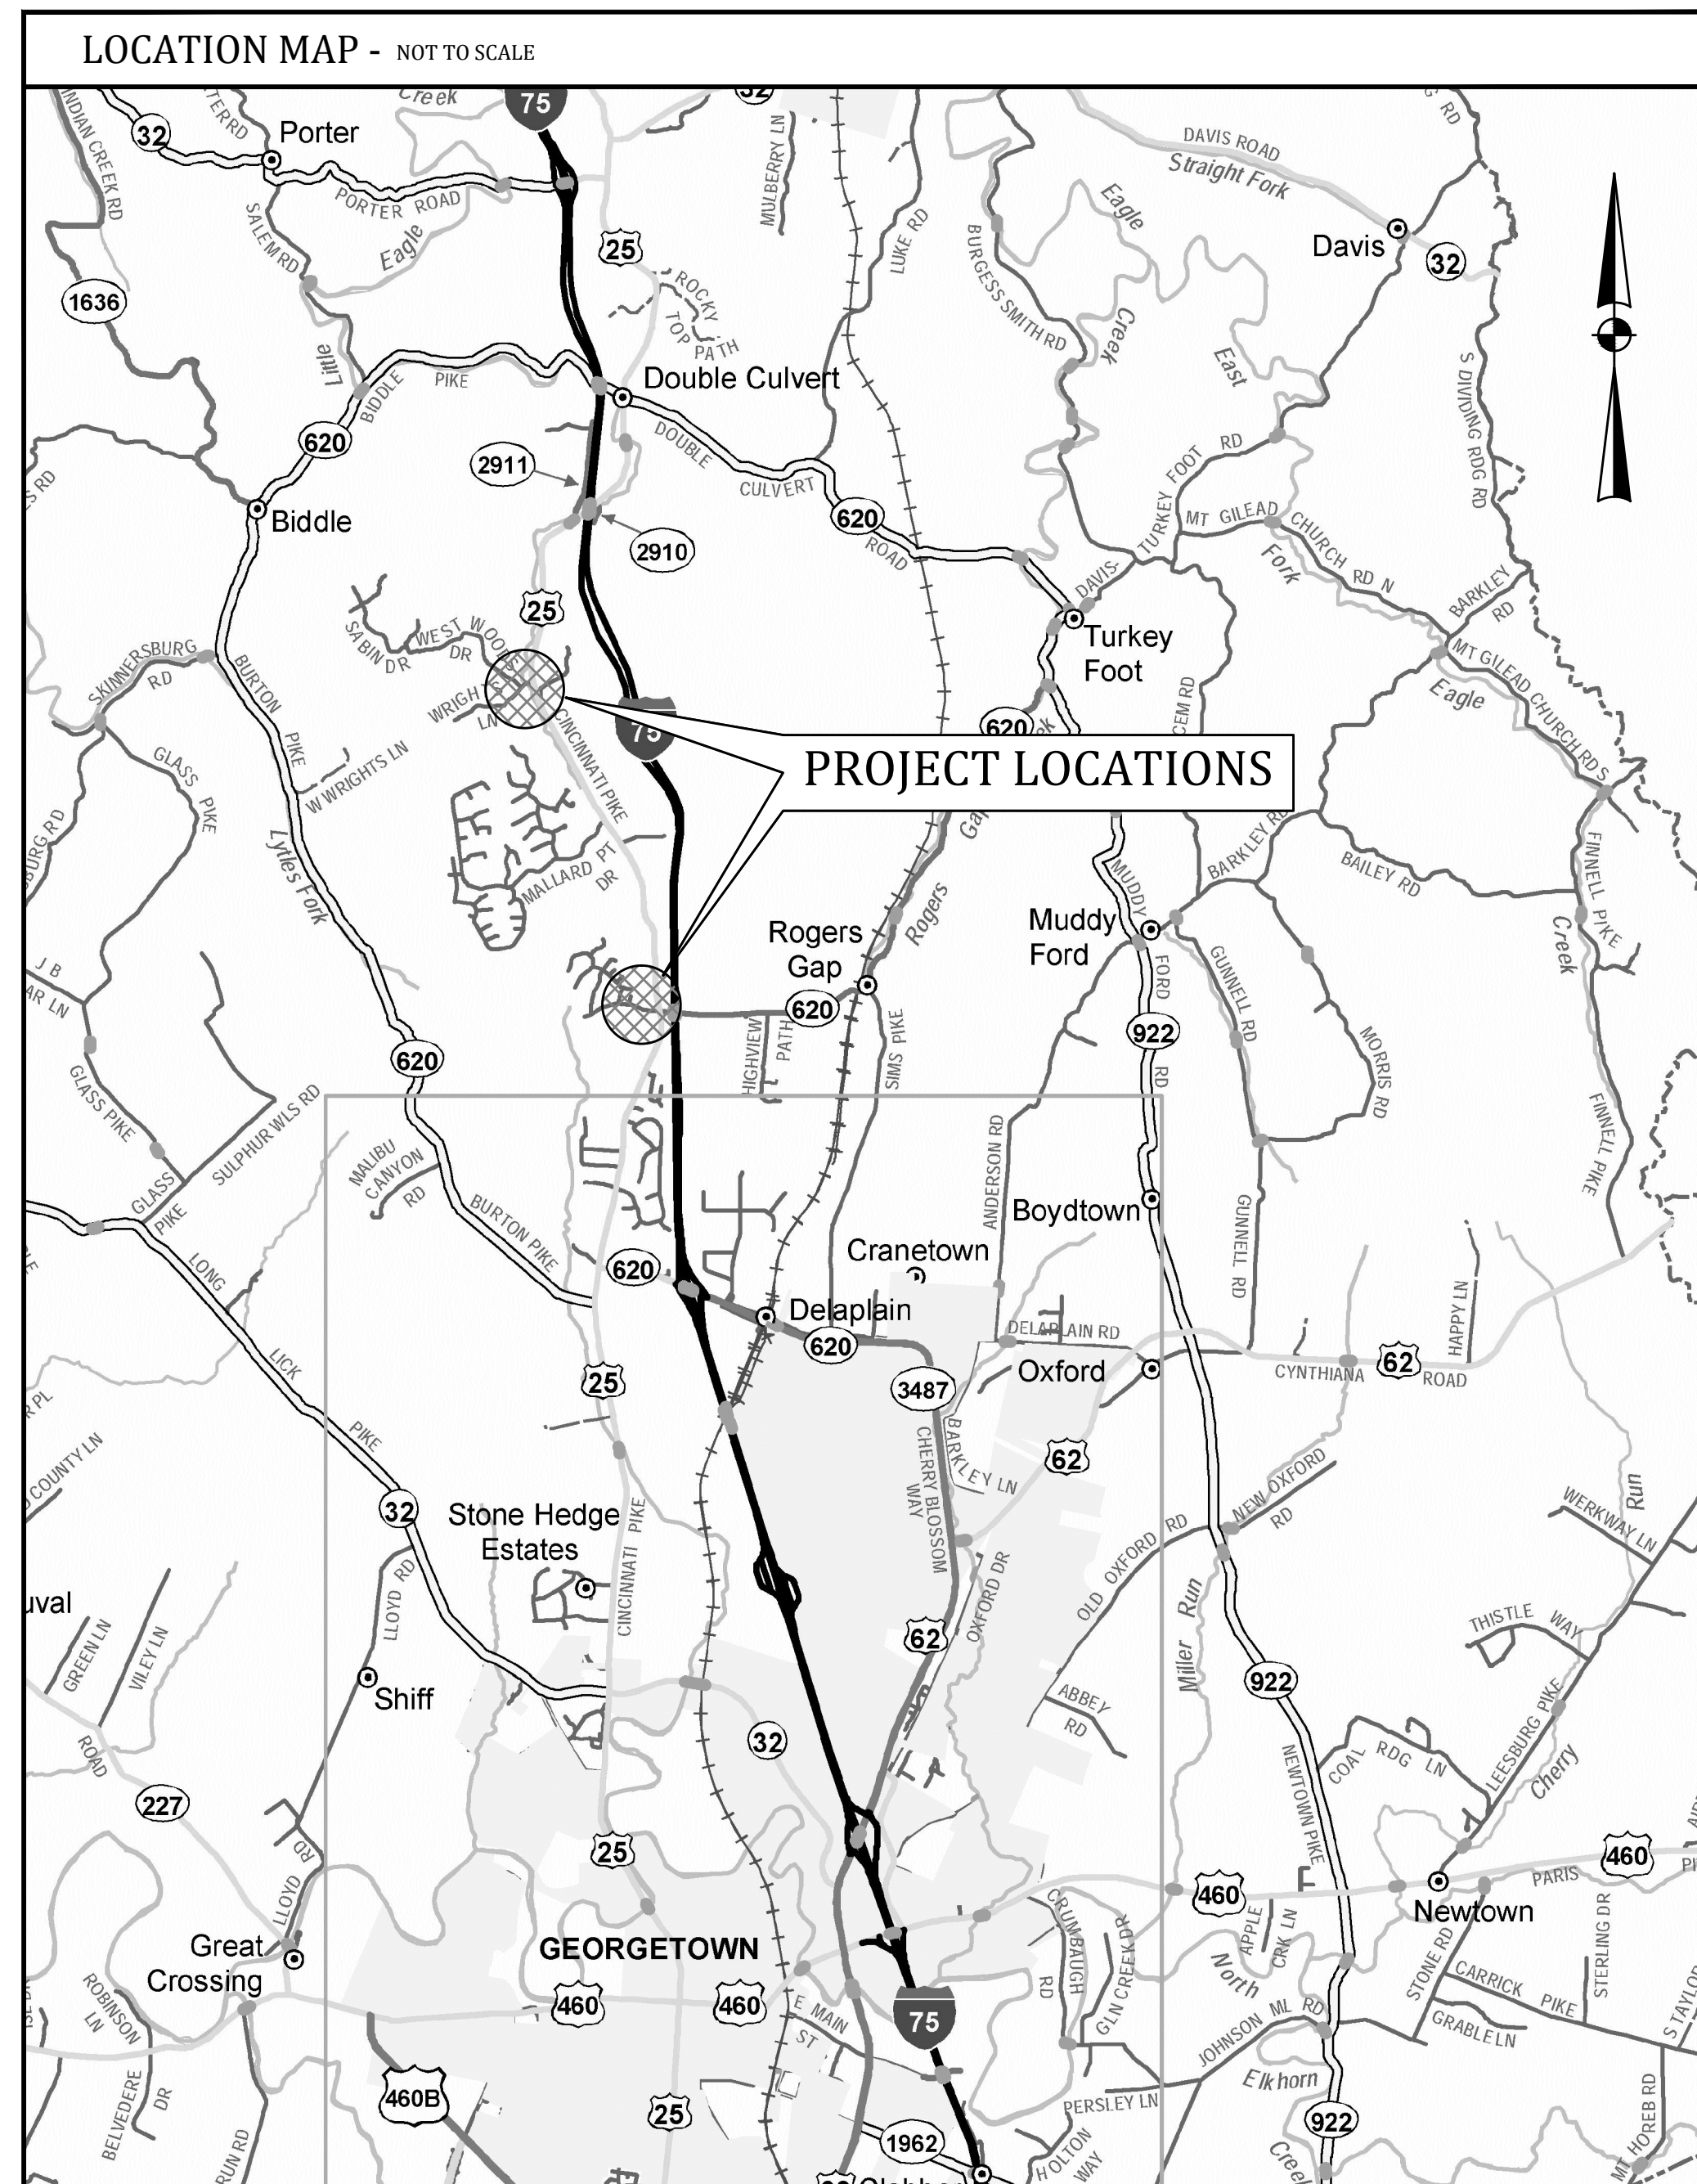 LOCATION MAP - NOT TO SCALE
INDIAN CREEK RD
32
Porter
Creek
75
32
MULBERRY LN
LUKE RD
DAVIS ROAD
Straight Fork
Davis
32
PORTER ROAD
SALEM RD
Eagle
25
ROCKY
TOP
PATH
BURGESS SMITH RD
Eagle
Creek
East
1636
Little
BIDDLE
PIKE
Double Culvert
620
2911
DOUBLE
CULVERT
620
ROAD
2910
Biddle
S DIVIDING RDG RD
TURKEY FOOT RD
MT GILEAD CHURCH RD N
Fork
BARKLEY
RD
DAVIS-
Turkey
Foot
25
SABIN DR
WEST WOODS
DR
WRIGHT
LN
SKINNERSBURG
RD
BURTON
PIKE
CINCINNATI PIKE
75
620
MT GILEAD CHURCH RD S
Eagle
PROJECT LOCATIONS
GLASS
PIKE
W WRIGHTS LN
Lytles Fork
MALLARD PT
DR
BARKLEY RD
BAILEY RD
FINNELL PIKE
Creek
MUDDY
FORD
RD
Muddy
Ford
Rogers
Gap
Rogers
620
HIGHVIEW
PATH
SIMS PIKE
922
GUNNELL RD
MORRIS RD
J B
620
GLASS PIKE
SULPHUR WLS RD
GLASS
PIKE
MALIBU
CANYON
RD
BURTON PIKE
620
ANDERSON RD
Boydtown
Cranetown
GUNNELL RD
FINNELL PIKE
LONG
LICK
PIKE
Delaplain
620
DELAPLAIN RD
Oxford
HAPPY LN
62
CYNTHIANA
ROAD
25
3487
CHERRY BLOSSOM
WAY
BARKLEY LN
62
32
Stone Hedge
Estates
CINCINNATI PIKE
NEW OXFORD
RD
OLD OXFORD RD
OXFORD DR
Run
WERKWAY LN
LLOYD RD
GREEN LN
VILEY LN
Shiff
62
Miller Run
THISTLE WAY
922
ABBEY
RD
32
NEWTOWN PIKE
COAL RDG LN
LEESBURG PIKE
Cherry
ROAD
227
LLOYD
RD
25
460
PARIS
460
Newtown
Great
Crossing
GEORGETOWN
CRUMBAUGH
RD
GLN CREEK DR
APPLE
CRK LN
North
STONE RD
CARRICK PIKE
STERLING DR
ROBINSON
LN
460
460
E MAIN
ST
75
JOHNSON ML RD
GRABLE LN
S TAYLOR
BELVEDERE
DR
460B
25
Elkhorn
Creek
PERSLEY LN
922
1962
HOLTON
WAY
MT HOREB RD